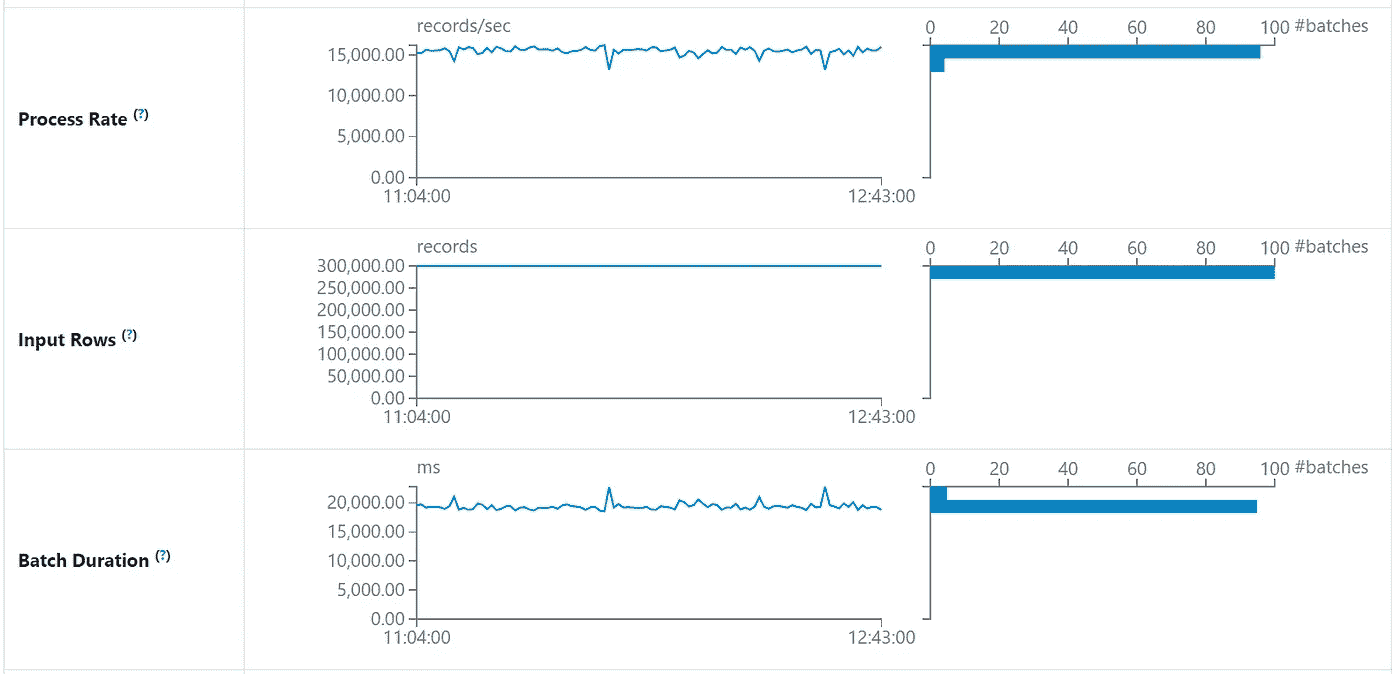 records/sec
0 20 40 60 80 100 #batches
15,000.00
10,000.00
Process Rate (?)
5,000.00
0.00
11:04:00 12:43:00
records
0 20 40 60 80 100 #batches
300,000.00
250,000.00
200,000.00
150,000.00
Input Rows (?)
100,000.00
50,000.00
0.00
11:04:00 12:43:00
ms
0 20 40 60 80 100 #batches
20,000.00
15,000.00
Batch Duration (?)
10,000.00
5,000.00
0.00
11:04:00 12:43:00